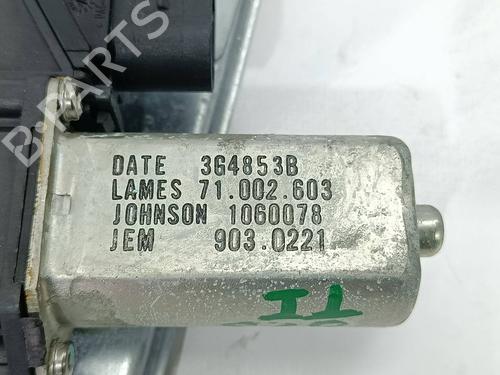 B-PARTS
DATE 3G4853B
LAMES 71.002.603
JOHNSON 1060078
JEM 903.0221